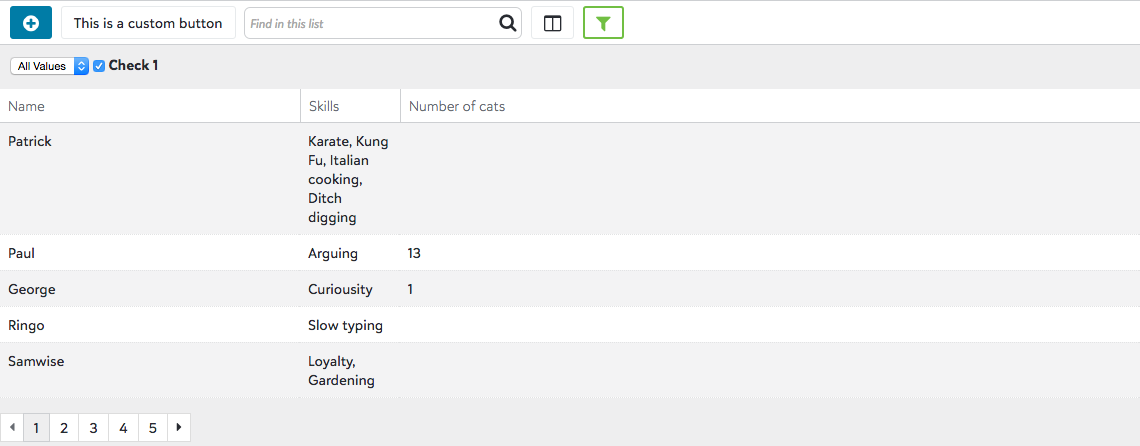 This is a custom button
Find in this list
All Values
Check 1
Name Skills Number of cats
Patrick Karate, Kung
Fu, Italian
cooking,
Ditch
digging
Paul Arguing 13
George Curiousity 1
Ringo Slow typing
Samwise Loyalty,
Gardening
1 2 3 4 5